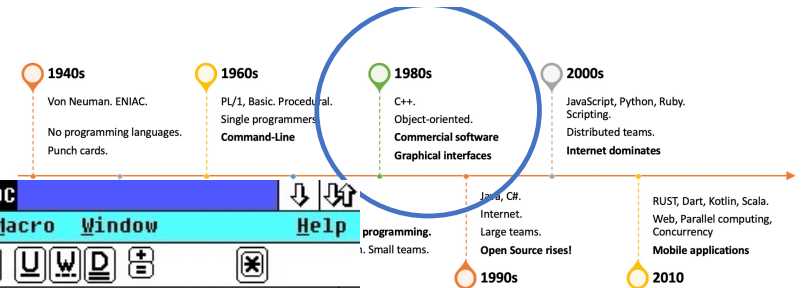 1940s
Von Neuman. ENIAC.
No programming languages.
Punch cards.
1960s
PL/1, Basic. Procedural.
Single programmers
Command-Line
1980s
C++.
Object-oriented.
Commercial software
Graphical interfaces
2000s
JavaScript, Python, Ruby.
Scripting.
Distributed teams.
Internet dominates
Window
Help
U W D
programming.
Small teams.
Java, C#.
Internet.
Large teams.
Open Source rises!
1990s
RUST, Dart, Kotlin, Scala.
Web, Parallel computing,
Concurrency
Mobile applications
2010